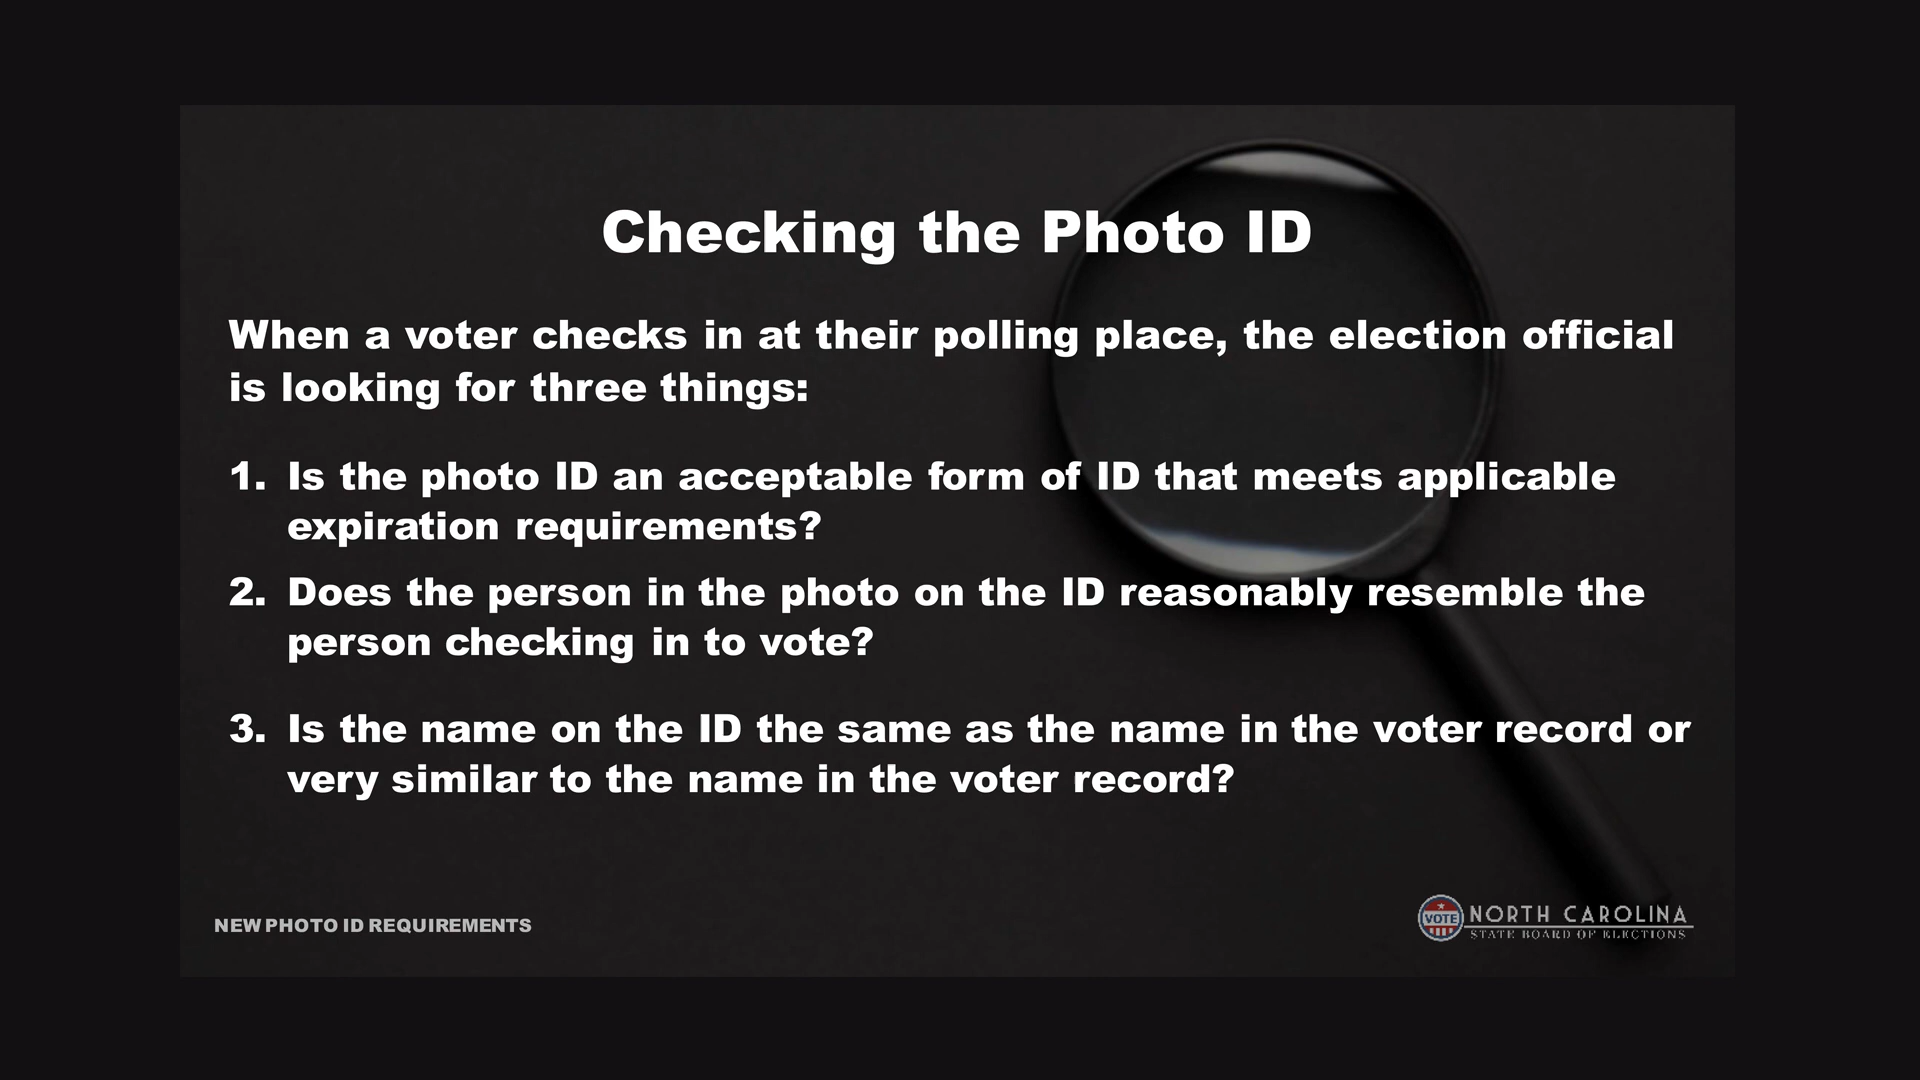 Checking the Photo ID
When a voter checks in at their polling place, the election official
is looking for three things:
1. Is the photo ID an acceptable form of ID that meets applicable
expiration requirements?
2. Does the person in the photo on the ID reasonably resemble the
person checking in to vote?
3. Is the name on the ID the same as the name in the voter record or
very similar to the name in the voter record?
NEW PHOTO ID REQUIREMENTS
VOTE
NORTH CAROLINA
STATE BOARD OF ELECTIONS